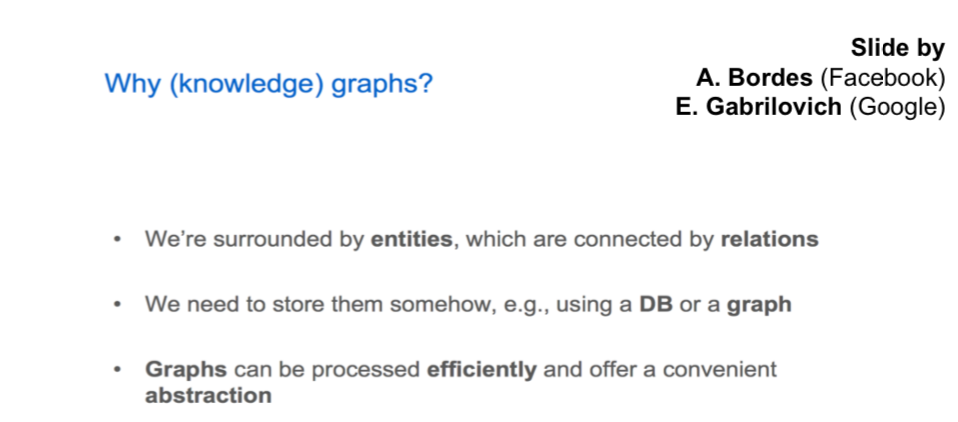 Slide by
A. Bordes (Facebook)
E. Gabrilovich (Google)
Why (knowledge) graphs?
• We're surrounded by entities, which are connected by relations
• We need to store them somehow, e.g., using a DB or a graph
• Graphs can be processed efficiently and offer a convenient
abstraction